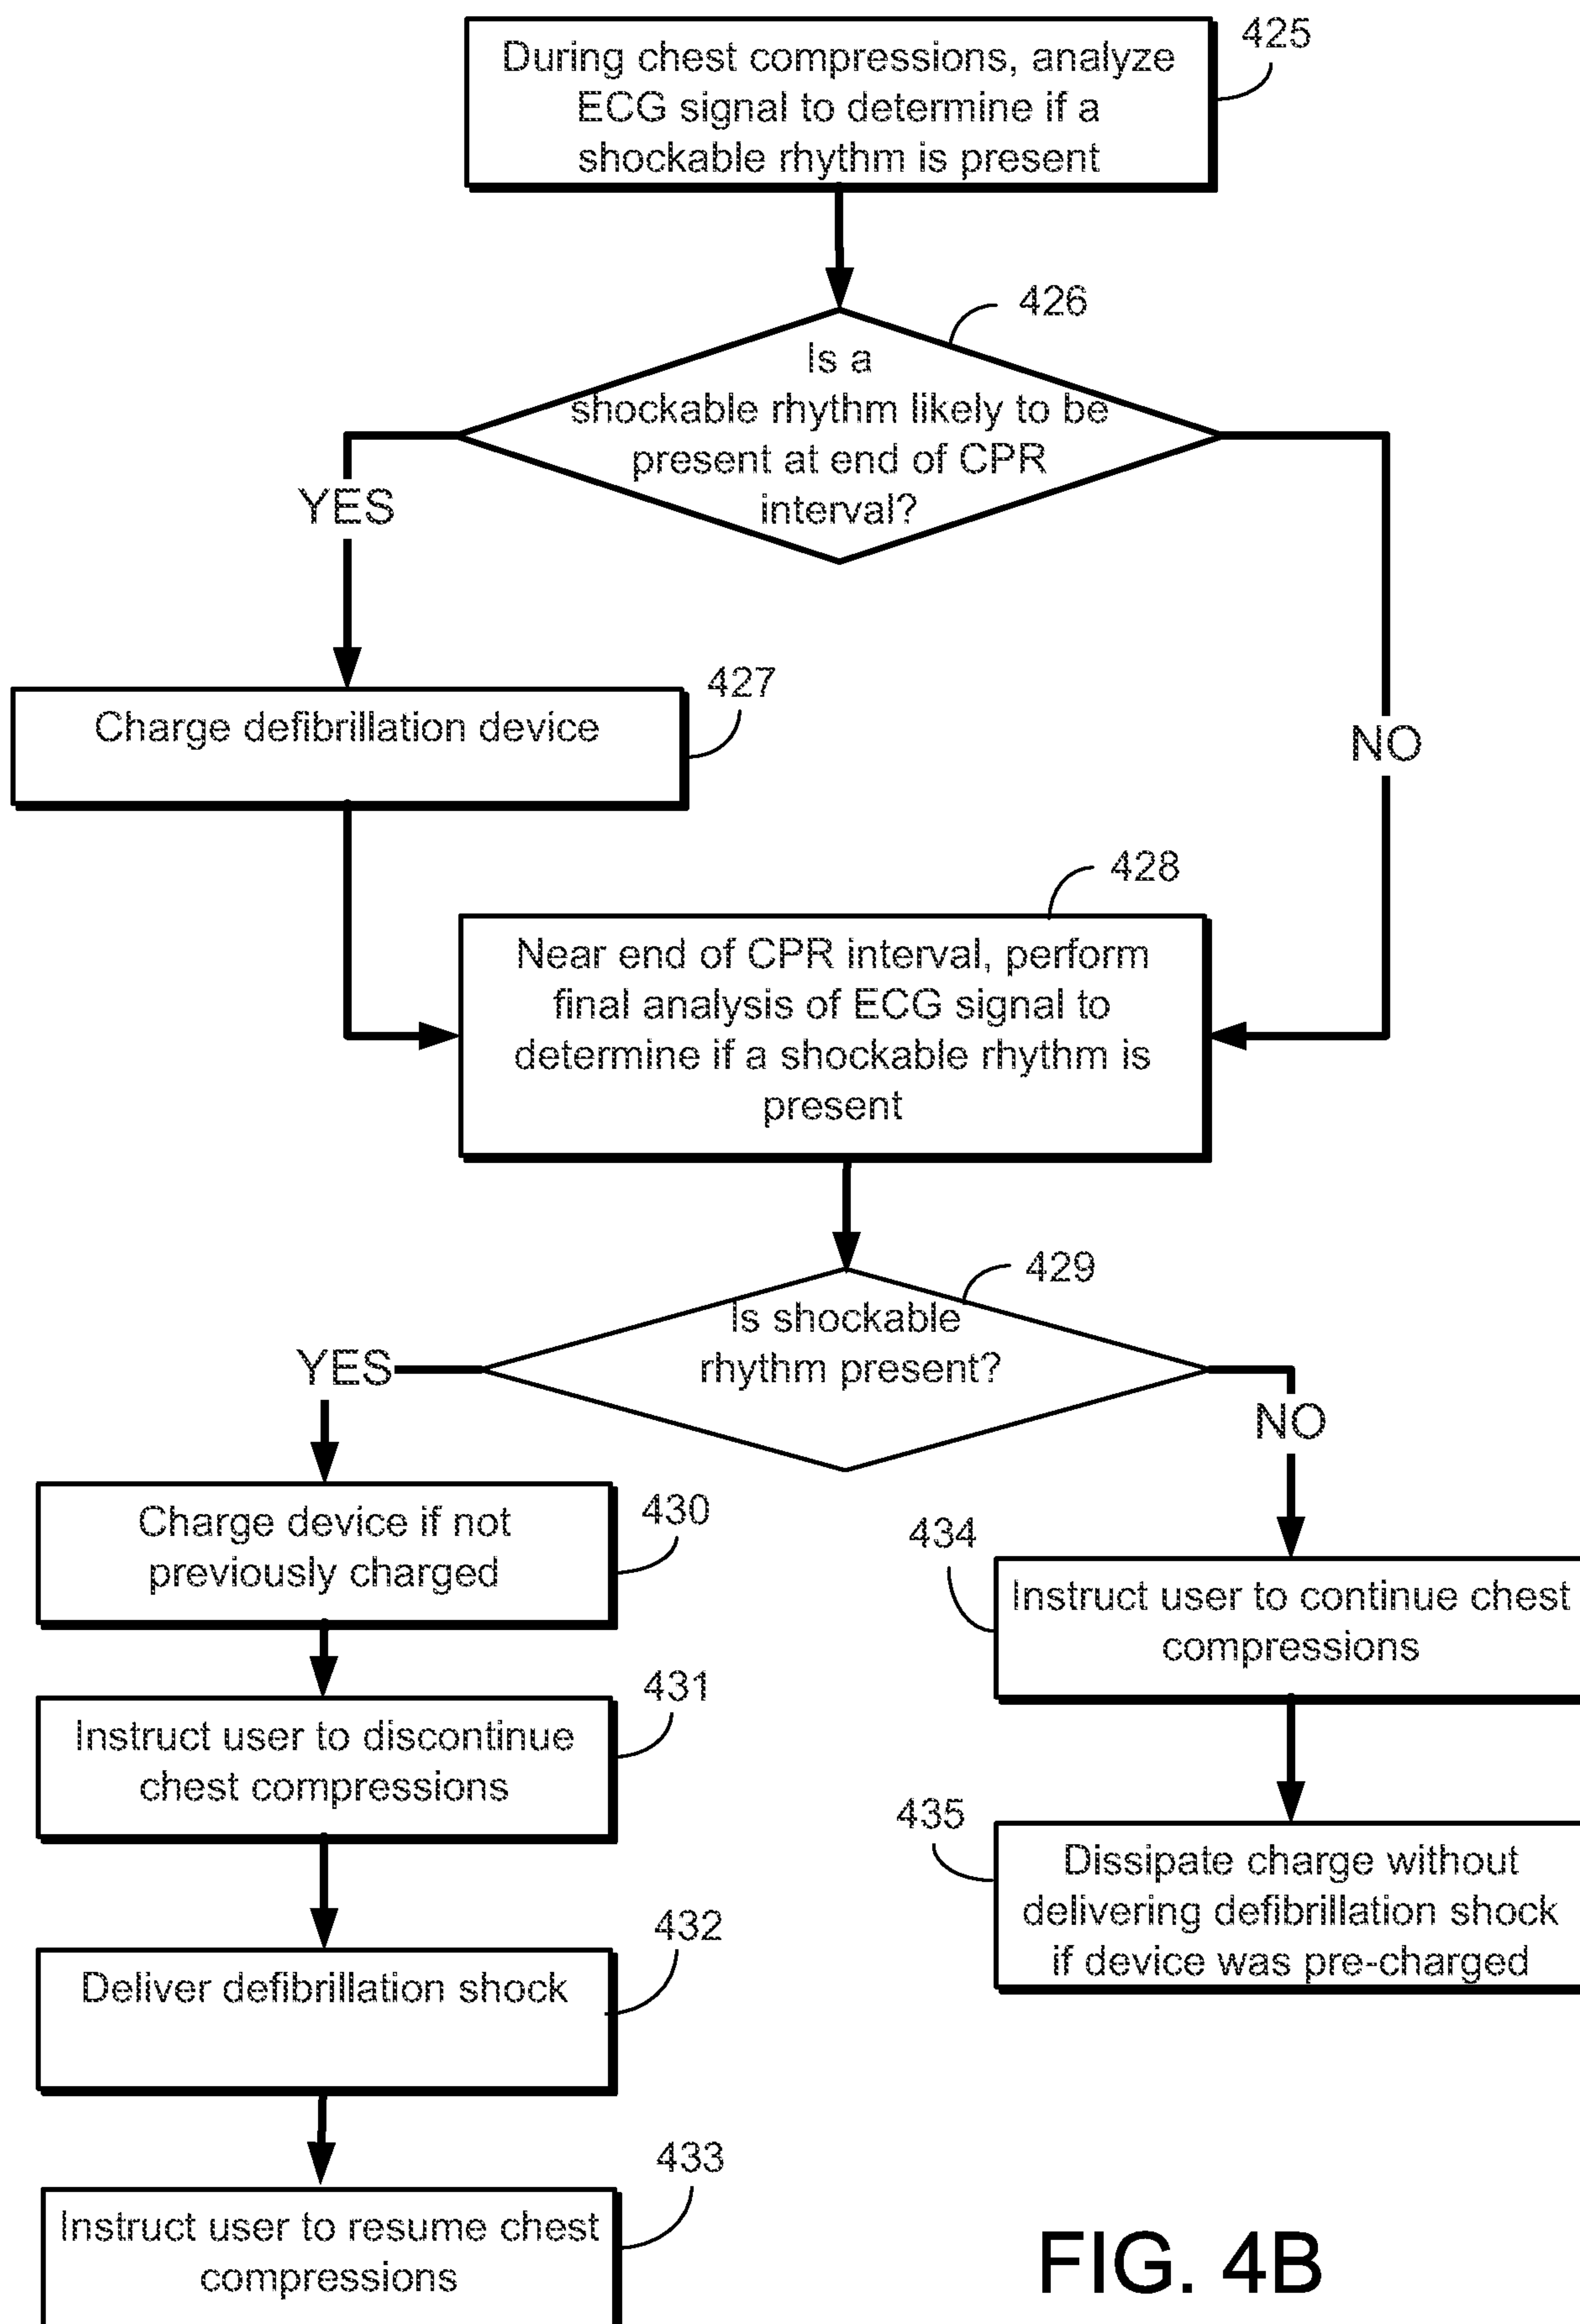 During chest compressions, analyze
ECG signal to determine if a
shockable rhythm is present
425
426
Is a
shockable rhythm likely to be
present at end of CPR
interval?
YES
NO
427
Charge defibrillation device
428
Near end of CPR interval, perform
final analysis of ECG signal to
determine if a shockable rhythm is
present
429
Is shockable
rhythm present?
YES
NO
430
Charge device if not
previously charged
431
Instruct user to discontinue
chest compressions
432
Deliver defibrillation shock
433
Instruct user to resume chest
compressions
434
Instruct user to continue chest
compressions
435
Dissipate charge without
delivering defibrillation shock
if device was pre-charged
FIG. 4B